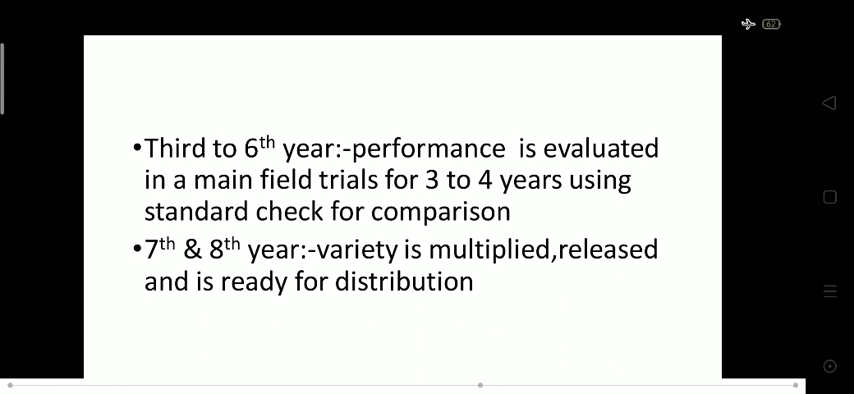 62
•Third to 6th year:-performance  is evaluated
in a main field trials for 3 to 4 years using
standard check for comparison
•7th & 8th year:-variety is multiplied,released
and is ready for distribution